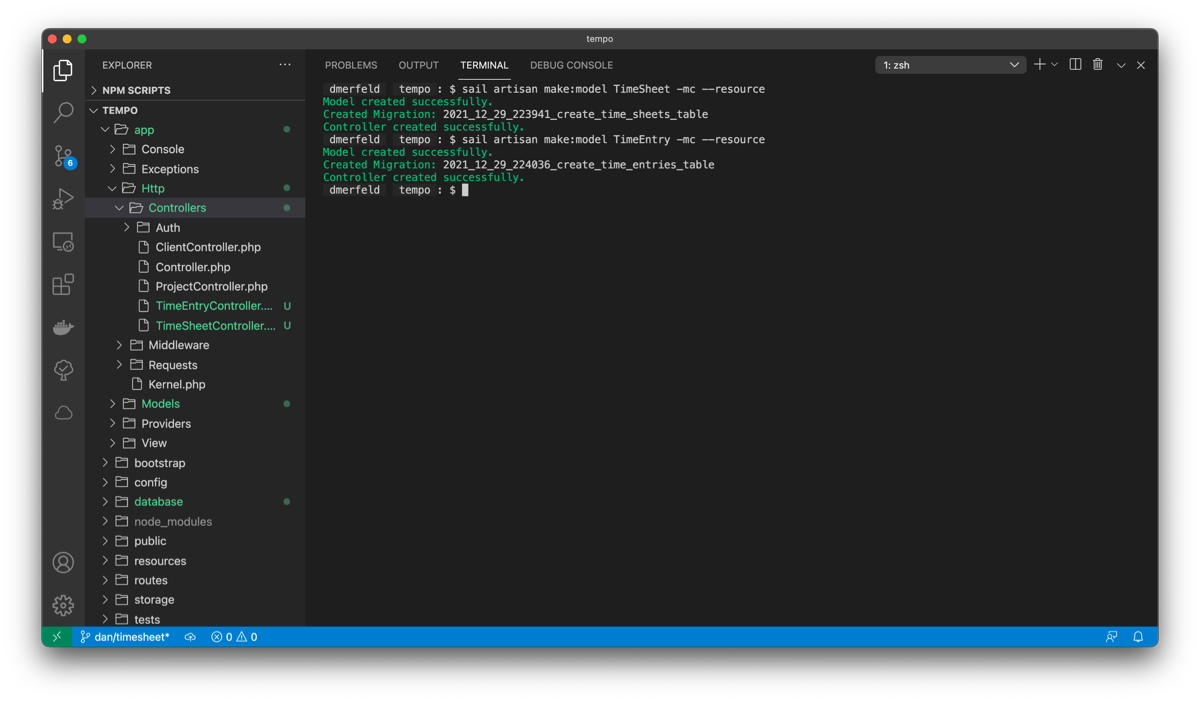 tempo
EXPLORER
NPM SCRIPTS
TEMPO
app
Console
Exceptions
Http
Controllers
Auth
ClientController.php
Controller.php
ProjectController.php
TimeEntryController.... U
TimeSheetController.... U
Middleware
Requests
Kernel.php
Models
Providers
View
bootstrap
config
database
node_modules
public
resources
routes
storage
tests
6
PROBLEMS OUTPUT TERMINAL DEBUG CONSOLE 1: zsh
dmerfeld tempo : $ sail artisan make:model TimeSheet -mc --resource
Model created successfully.
Created Migration: 2021_12_29_223941_create_time_sheets_table
Controller created successfully.
dmerfeld tempo : $ sail artisan make:model TimeEntry -mc --resource
Model created successfully.
Created Migration: 2021_12_29_224036_create_time_entries_table
Controller created successfully.
dmerfeld tempo : $
dan/timesheet* 0 0